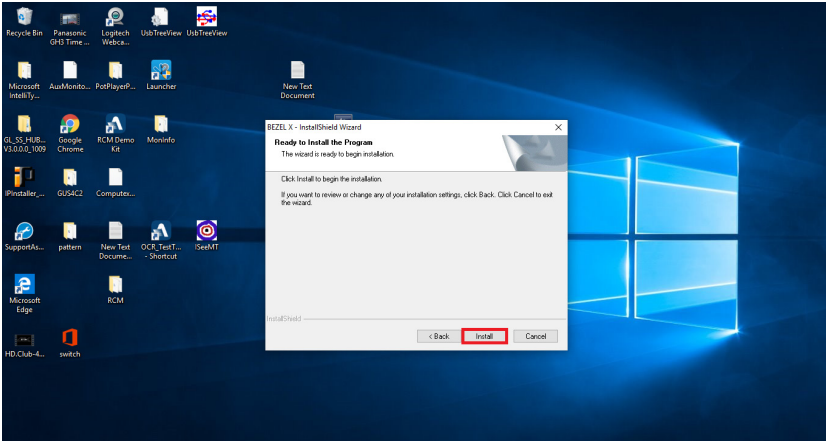 Recycle Bin
Panasonic
GH3 Time ...
Logitech
Webca...
UsbTreeView
UsbTreeView
Microsoft
IntelliTy...
AuxMonito...
PotPlayerP...
Launcher
New Text
Document
GL_SS_HUB...
V3.0.0.0_1009
Google
Chrome
RCM Demo
Kit
MonInfo
IPInstaller_...
GUS4C2
Computex...
SupportAs...
pattern
New Text
Docume...
OCR_TestT...
- Shortcut
ISeeMT
Microsoft
Edge
RCM
HD.Club-4...
switch
BEZEL X - InstallShield Wizard
Ready to Install the Program
The wizard is ready to begin installation.
Click Install to begin the installation.
If you want to review or change any of your installation settings, click Back. Click Cancel to exit
the wizard.
InstallShield
< Back
Install
Cancel